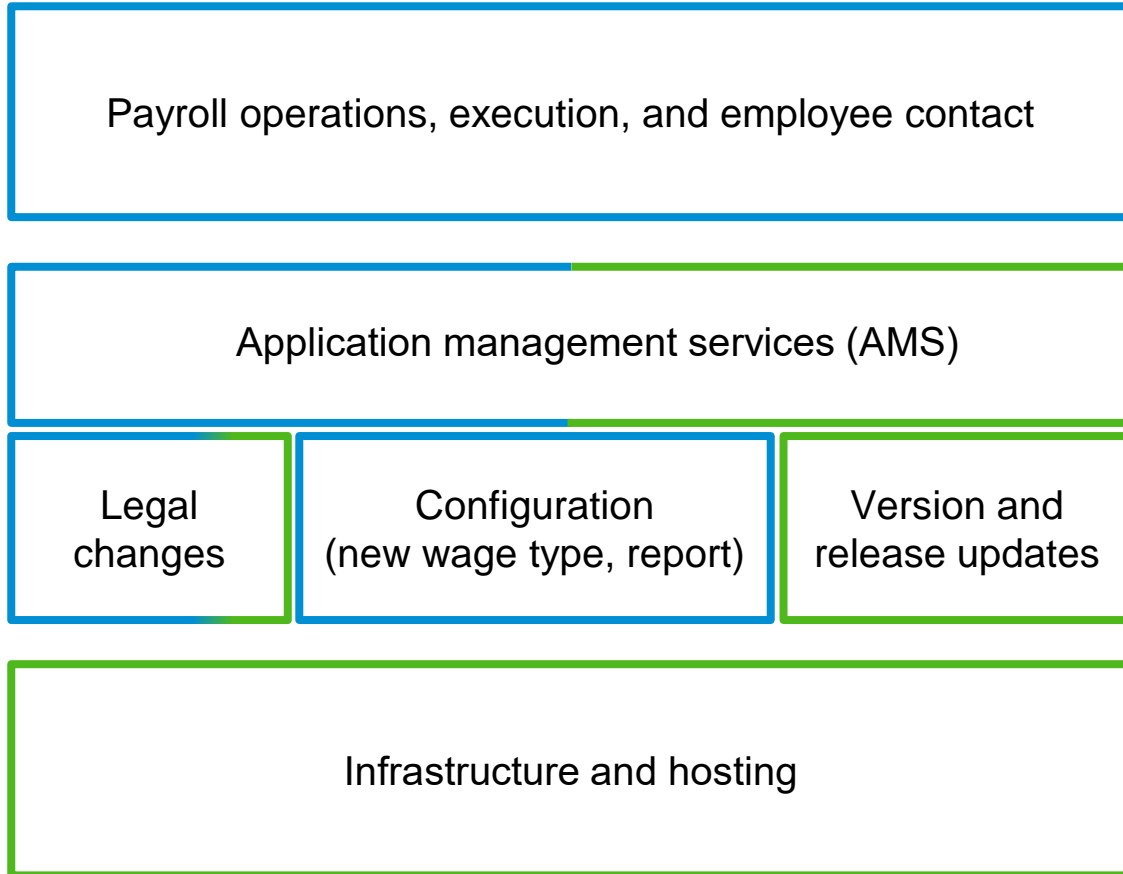 Payroll operations, execution, and employee contact
Application management services (AMS)
Legal
changes
Configuration
(new wage type, report)
Version and
release updates
Infrastructure and hosting